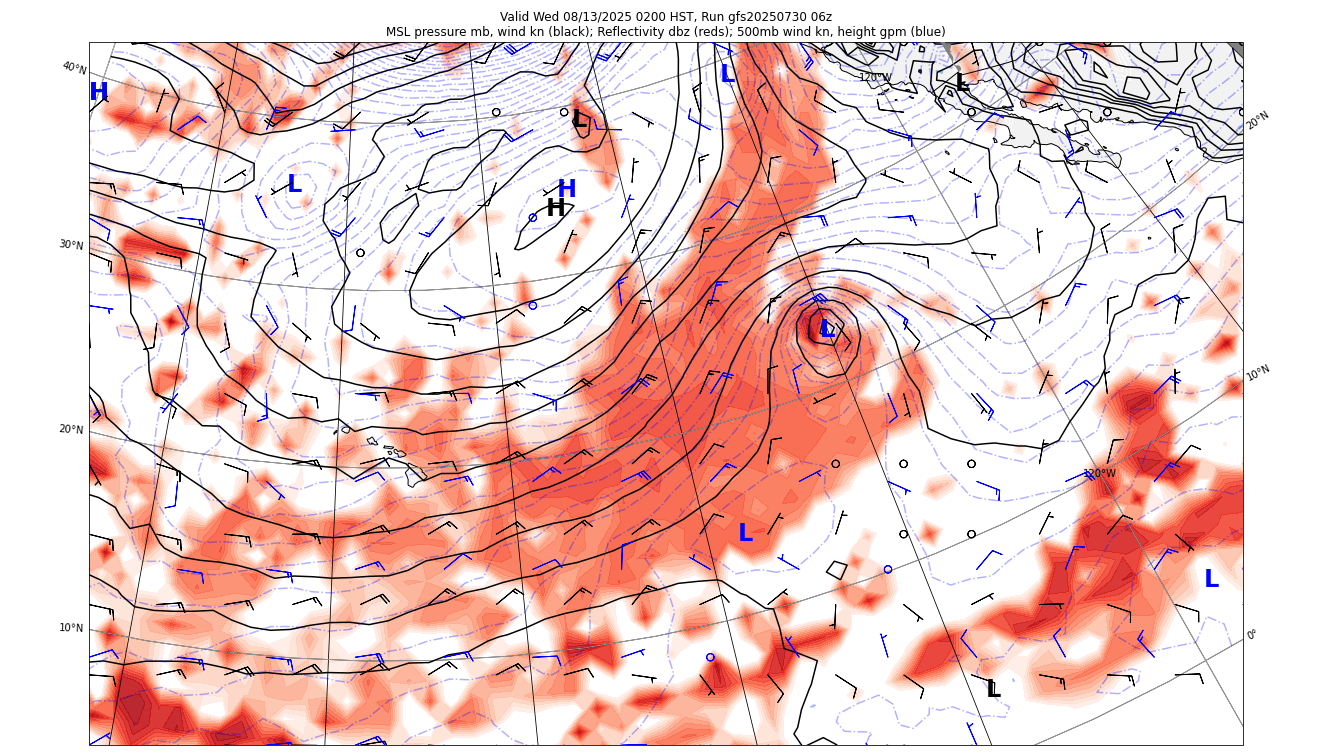 Valid Wed 08/13/2025 0200 HST, Run gfs20250730 06z
MSL pressure mb, wind kn (black); Reflectivity dbz (reds); 500mb wind kn, height gpm (blue)
40°N
H
L
120°W
L
L
20°N
L
H
H
30°N
L
10°N
20°N
120°W
L
L
10°N
0°
L